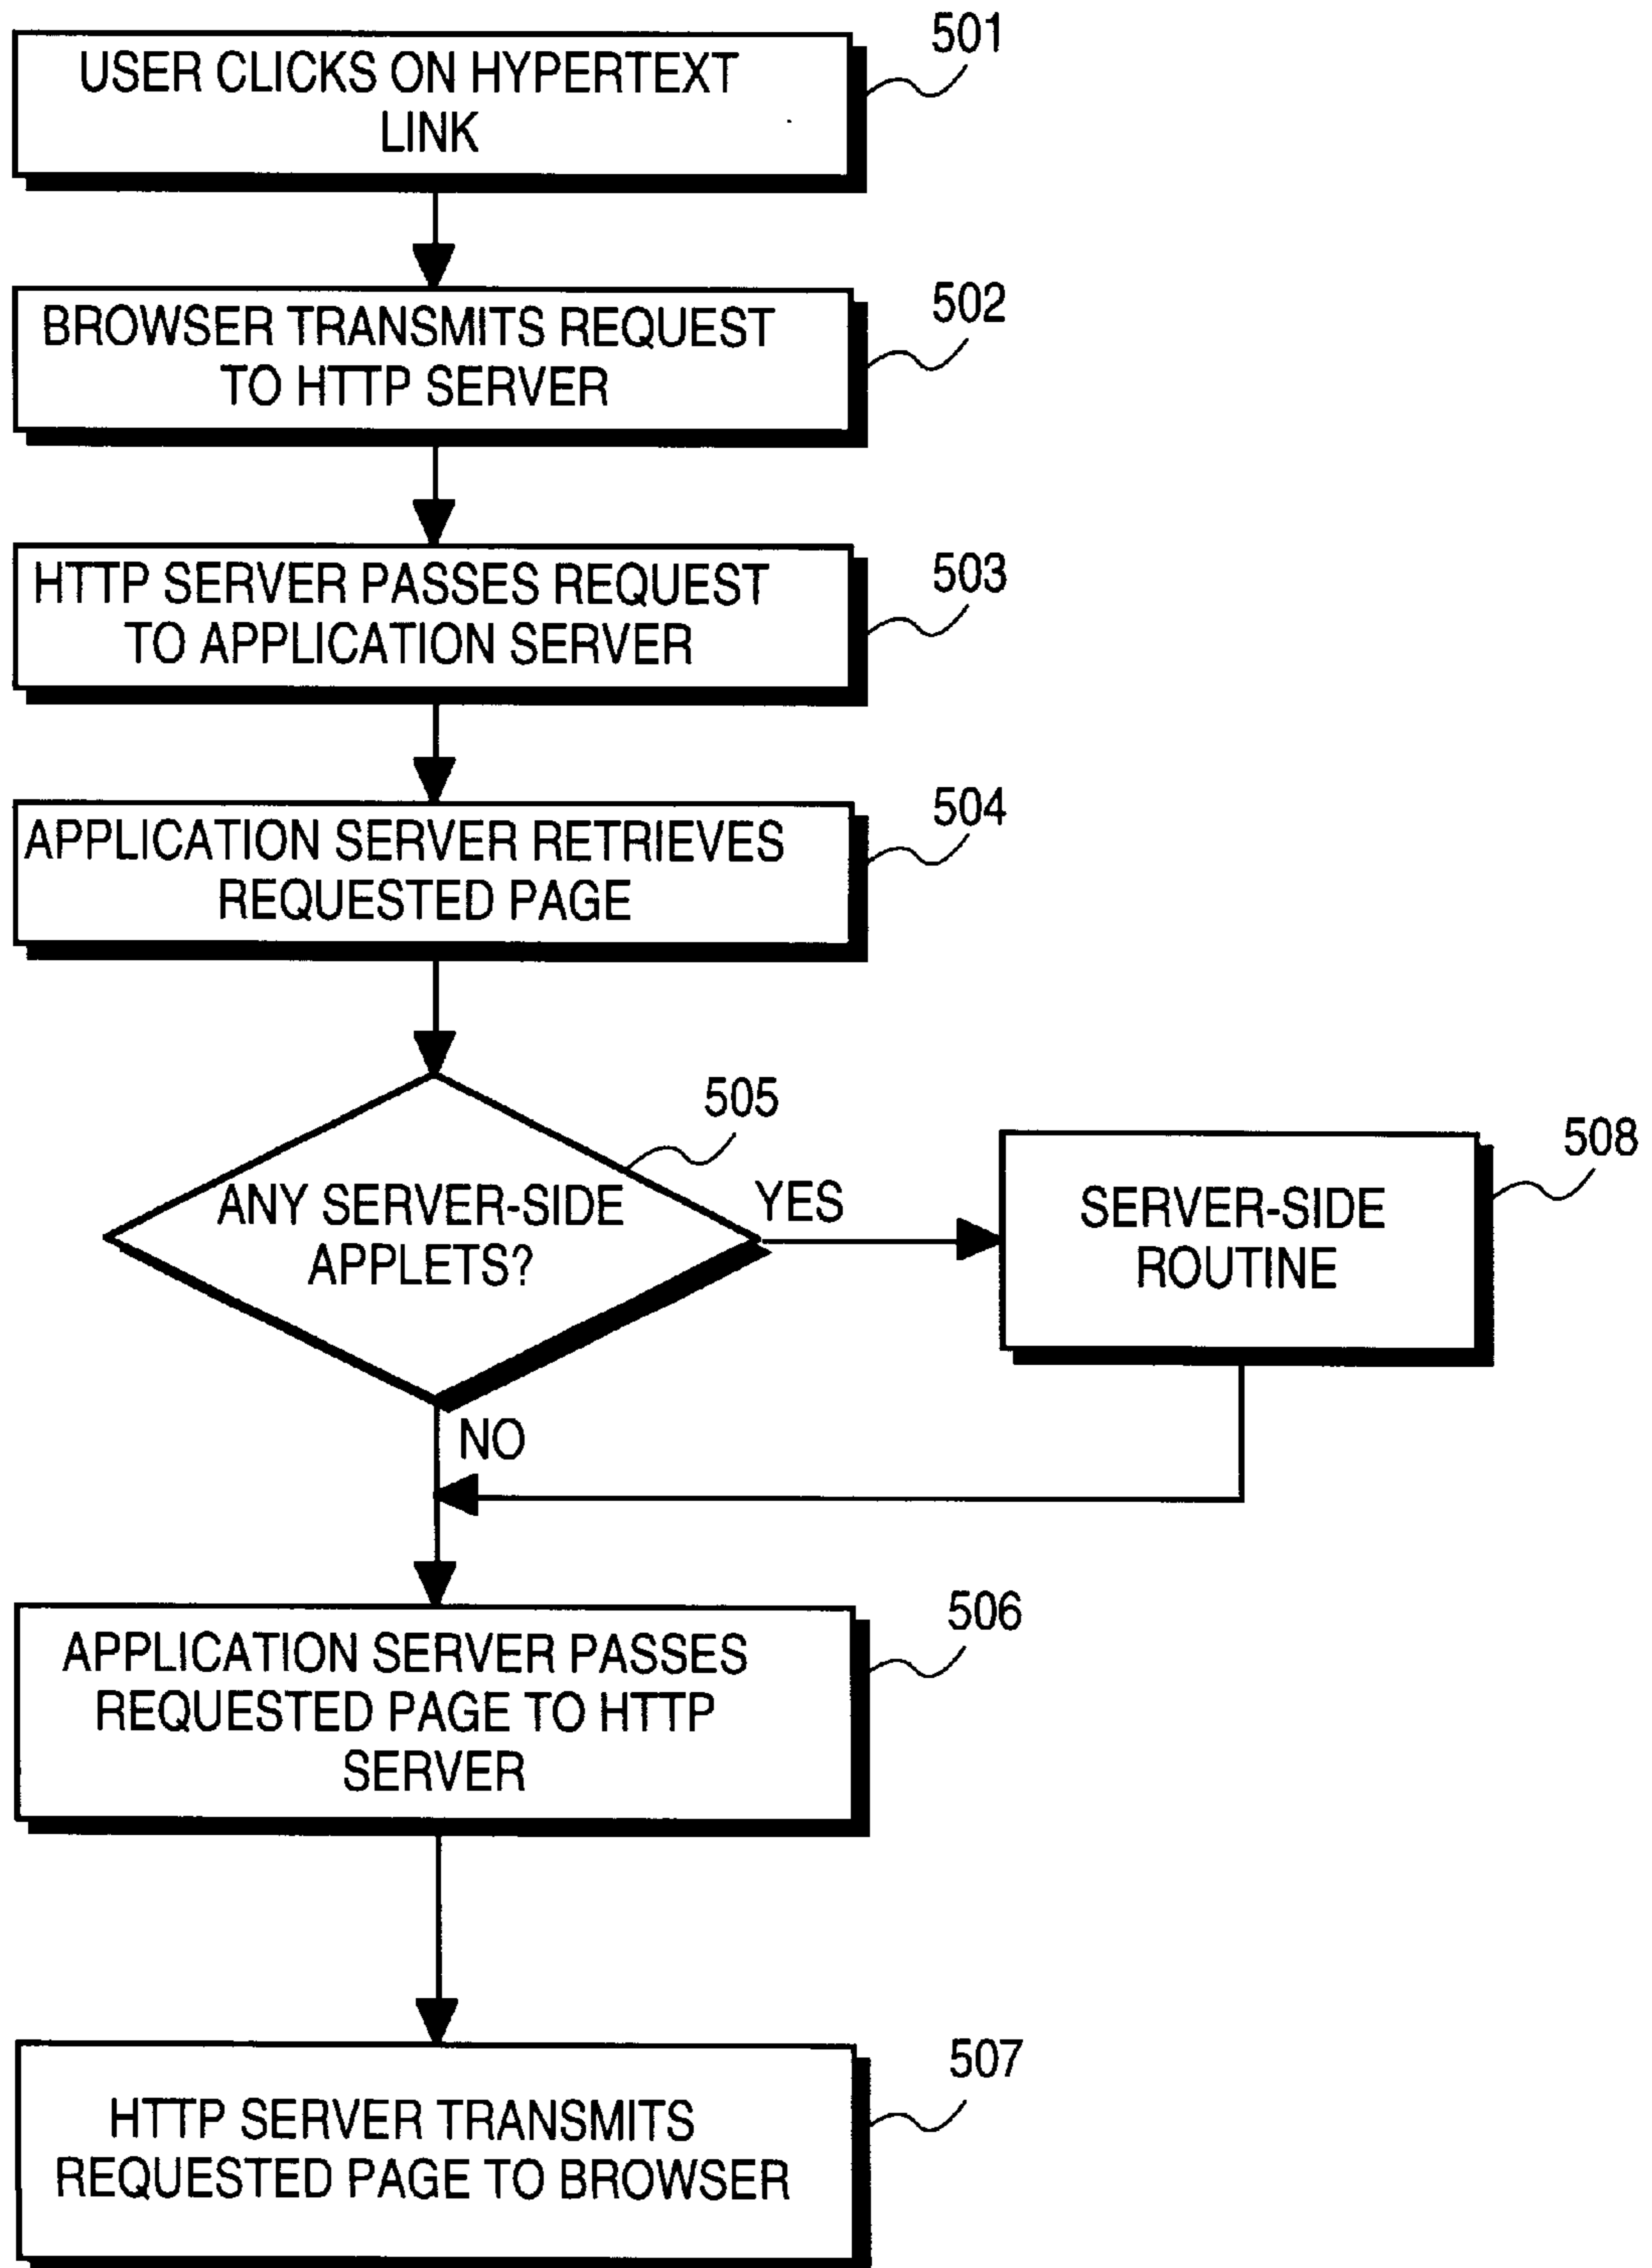 501
USER CLICKS ON HYPERTEXT
LINK
502
BROWSER TRANSMITS REQUEST
TO HTTP SERVER
503
HTTP SERVER PASSES REQUEST
TO APPLICATION SERVER
504
APPLICATION SERVER RETRIEVES
REQUESTED PAGE
505
ANY SERVER-SIDE
APPLETS?
YES
508
SERVER-SIDE
ROUTINE
NO
506
APPLICATION SERVER PASSES
REQUESTED PAGE TO HTTP
SERVER
507
HTTP SERVER TRANSMITS
REQUESTED PAGE TO BROWSER